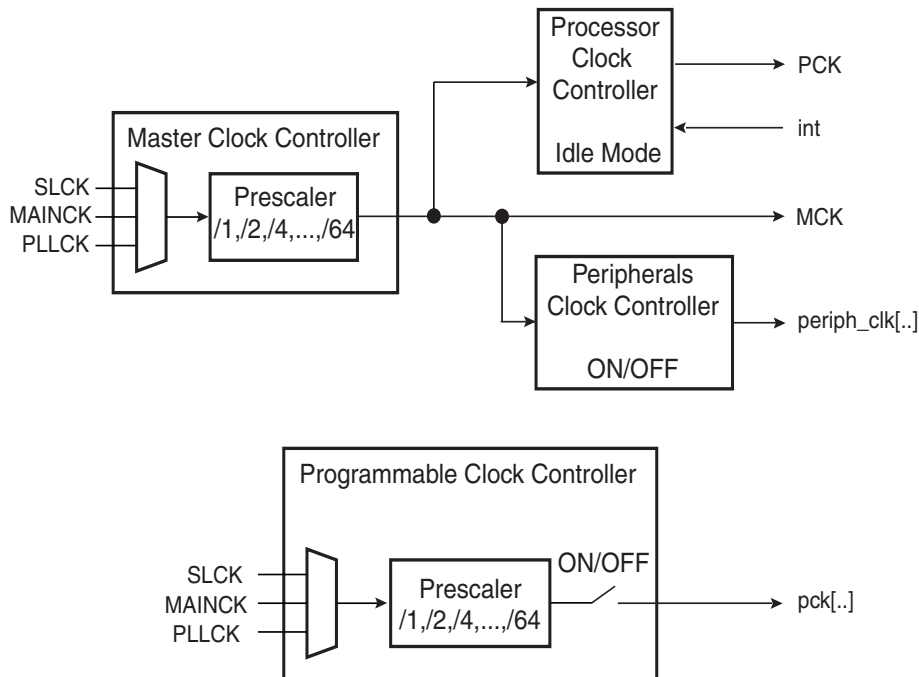 Processor
Clock
Controller
Idle Mode
PCK
int
Master Clock Controller
SLCK
MAINCK
PLLCK
Prescaler
/1,/2,/4,...,/64
MCK
Peripherals
Clock Controller
ON/OFF
periph_clk[..]
Programmable Clock Controller
SLCK
MAINCK
PLLCK
Prescaler
/1,/2,/4,...,/64
ON/OFF
pck[..]